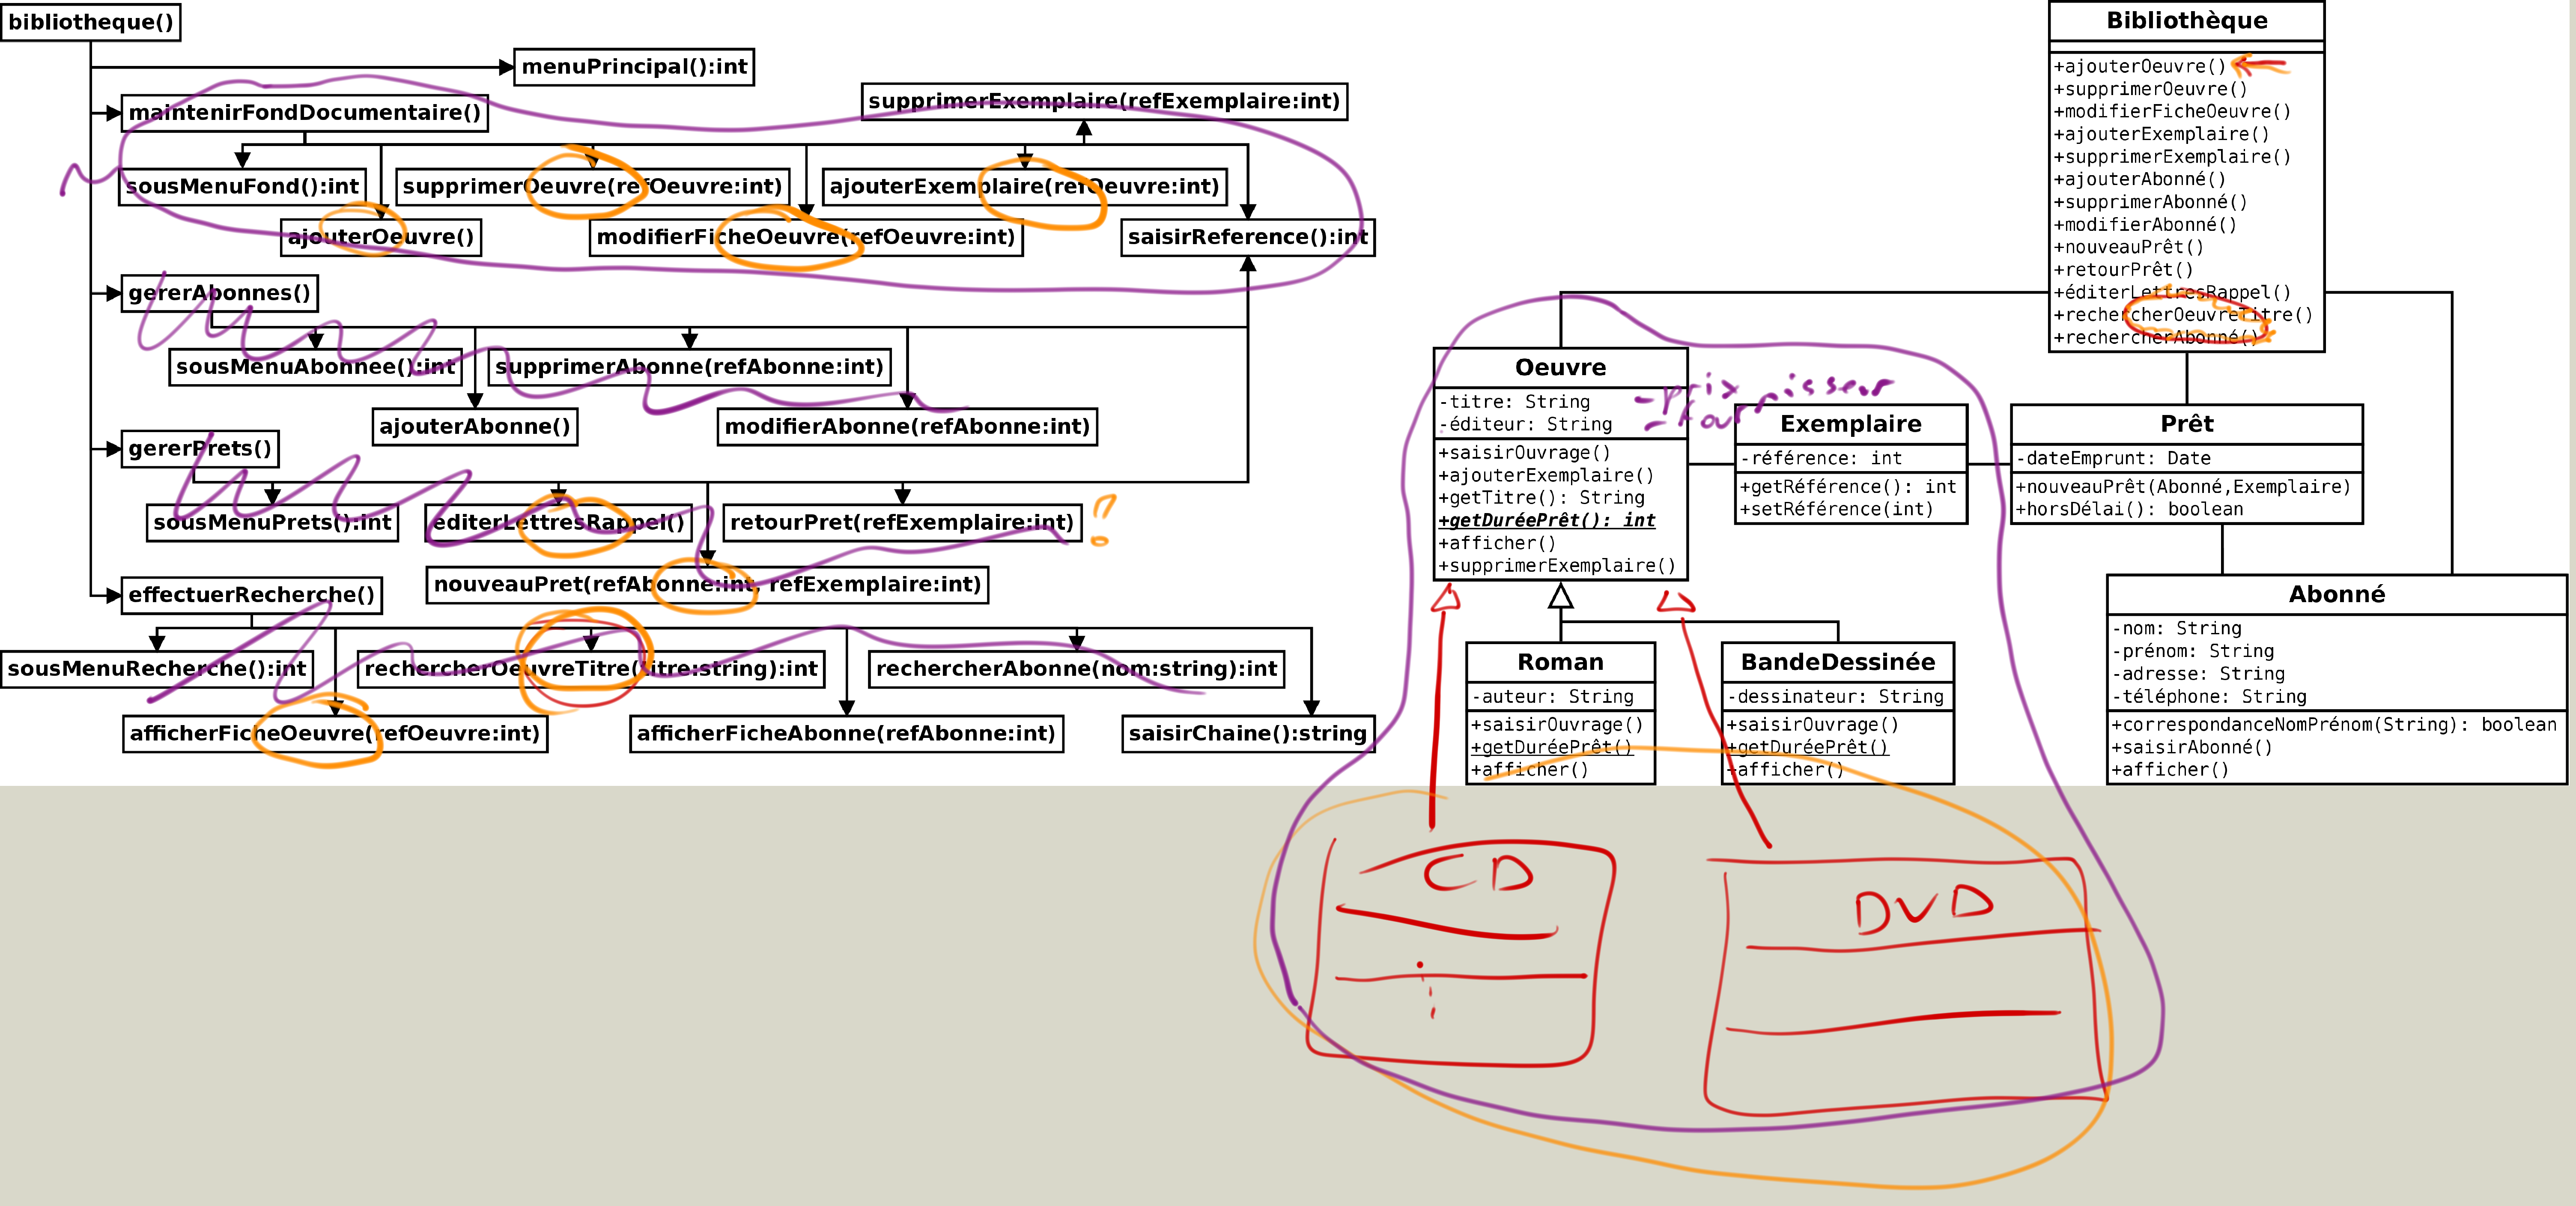 bibliotheque()
menuPrincipal():int
maintenirFondDocumentaire()
supprimerExemplaire(refExemplaire:int)
sousMenuFond():int
supprimerOeuvre(refOeuvre:int)
ajouterExemplaire(refOeuvre:int)
ajouterOeuvre()
modifierFicheOeuvre(refOeuvre:int)
saisirReference():int
gererAbonnes()
sousMenuAbonnee():int
supprimerAbonne(refAbonne:int)
ajouterAbonne()
modifierAbonne(refAbonne:int)
gererPrets()
sousMenuPrets():int
editerLettresRappel()
retourPret(refExemplaire:int)
?
nouveauPret(refAbonne:int, refExemplaire:int)
effectuerRecherche()
sousMenuRecherche():int
rechercherOeuvreTitre(titre:string):int
rechercherAbonne(nom:string):int
afficherFicheOeuvre(refOeuvre:int)
afficherFicheAbonne(refAbonne:int)
saisirChaine():string
Bibliothèque
+ajouterOeuvre()
+supprimerOeuvre()
+modifierFicheOeuvre()
+ajouterExemplaire()
+supprimerExemplaire()
+ajouterAbonné()
+supprimerAbonné()
+modifierAbonné()
+nouveauPrêt()
+retourPrêt()
+éditerLettresRappel()
+rechercherOeuvreTitre()
+rechercherAbonné()
Oeuvre
-titre: String
-éditeur: String
+saisirOuvrage()
+ajouterExemplaire()
+getTitre(): String
+getDuréePrêt(): int
+afficher()
+supprimerExemplaire()
-prix
-fournisseur
Exemplaire
-référence: int
+getRéférence(): int
+setRéférence(int)
Prêt
-dateEmprunt: Date
+nouveauPrêt(Abonné,Exemplaire)
+horsDélai(): boolean
Abonné
-nom: String
-prénom: String
-adresse: String
-téléphone: String
+correspondanceNomPrénom(String): boolean
+saisirAbonné()
+afficher()
Roman
-auteur: String
+saisirOuvrage()
+getDuréePrêt()
+afficher()
BandeDessinée
-dessinateur: String
+saisirOuvrage()
+getDuréePrêt()
+afficher()
CD
DVD